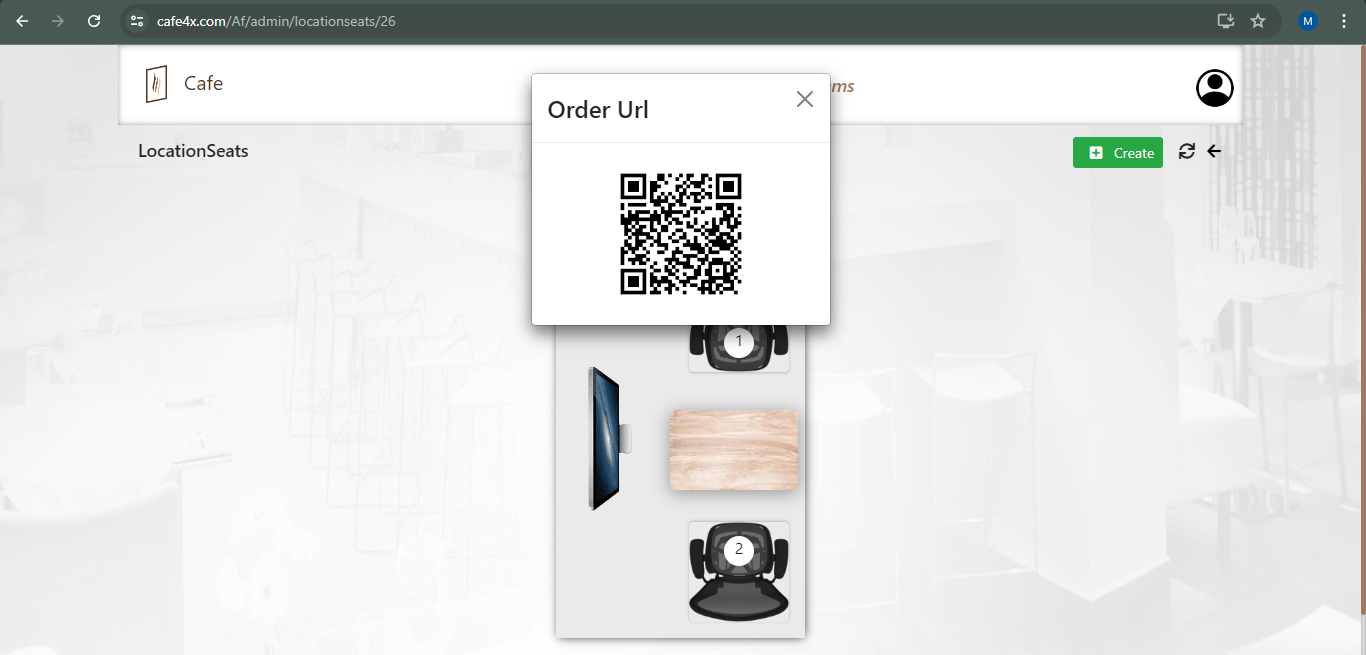 cafe4x.com/Af/admin/locationseats/26
M
Cafe
ms
Order Url
LocationSeats
Create
1
2